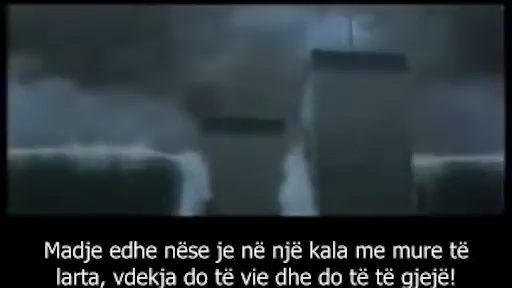 Madje edhe nëse je në një kala me mure të
larta, vdekja do të vie dhe do të të gjejë!